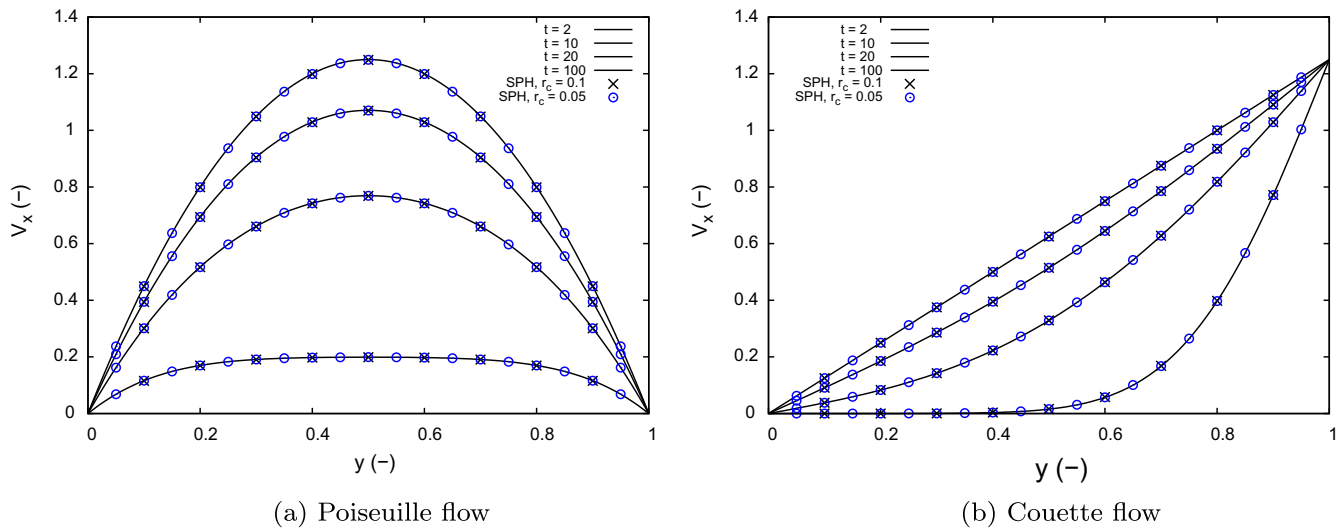 1.4
1.2
1
0.8
0.6
0.4
0.2
0
V_x (−)
t = 2
t = 10
t = 20
t = 100
SPH, r_c = 0.1
SPH, r_c = 0.05
0 0.2 0.4 0.6 0.8 1
y (−)
(a) Poiseuille flow
1.4
1.2
1
0.8
0.6
0.4
0.2
0
V_x (−)
t = 2
t = 10
t = 20
t = 100
SPH, r_c = 0.1
SPH, r_c = 0.05
0 0.2 0.4 0.6 0.8 1
y (−)
(b) Couette flow